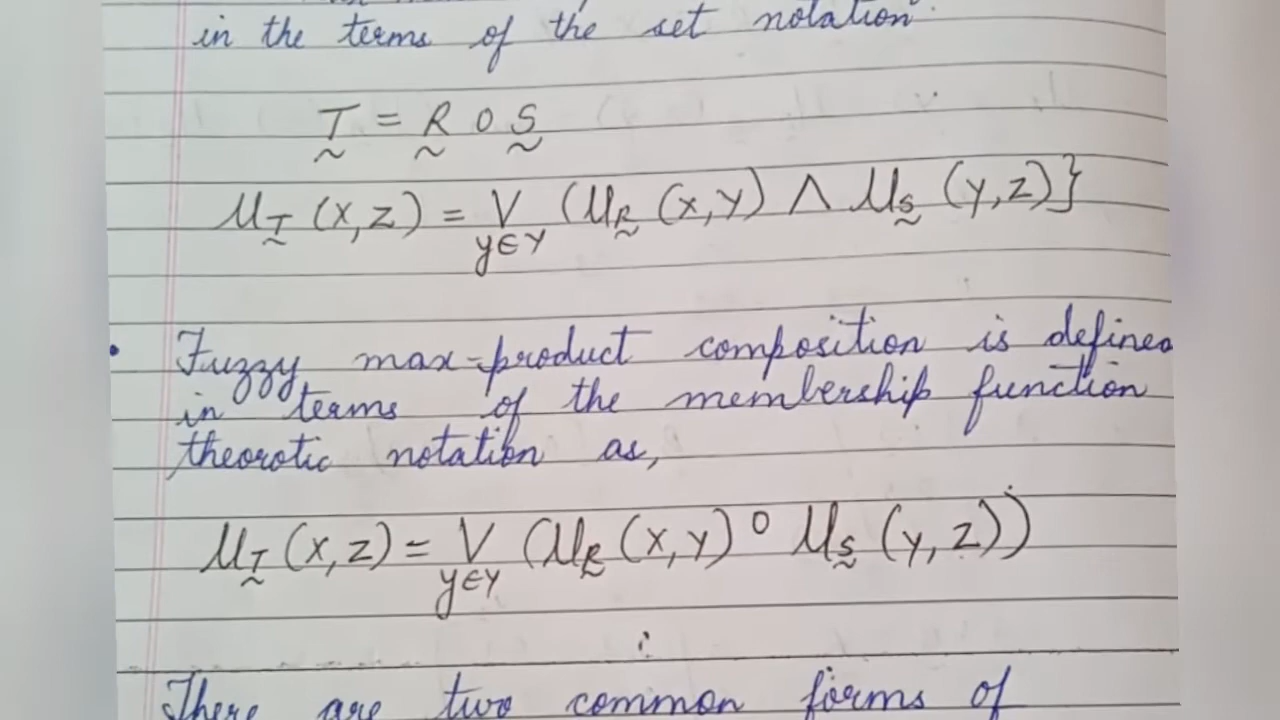 in the terms of the set notation
T = R o S
~ ~ ~
μT (x,z) = V (μR (x,y) ∧ μS (y,z)}
~ y∈Y ~ ~
• Fuzzy max-product composition is defined
in terms of the membership function
theorotic notation as,
μT (x,z) = V (μR (x,y) o μS (y,z))
~ y∈Y ~ ~
There are two common forms of